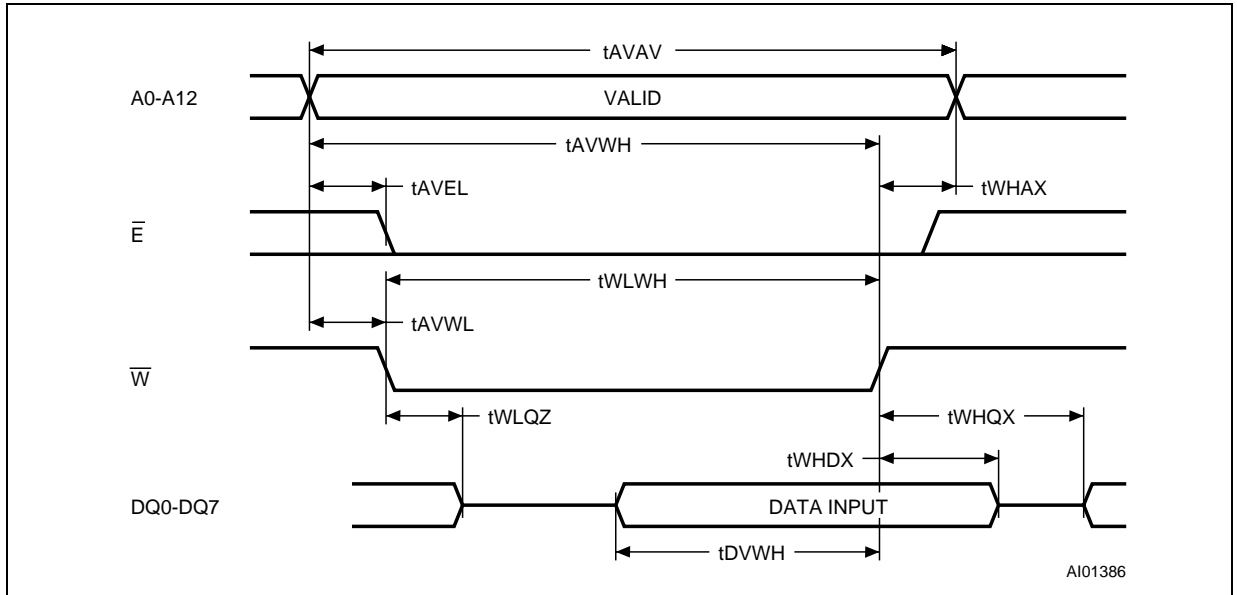 tAVAV
A0-A12
VALID
tAVWH
tAVEL
tWHAX
E̅
tWLWH
tAVWL
W̅
tWLQZ
tWHQX
tWHDX
DQ0-DQ7
DATA INPUT
tDVWH
AI01386